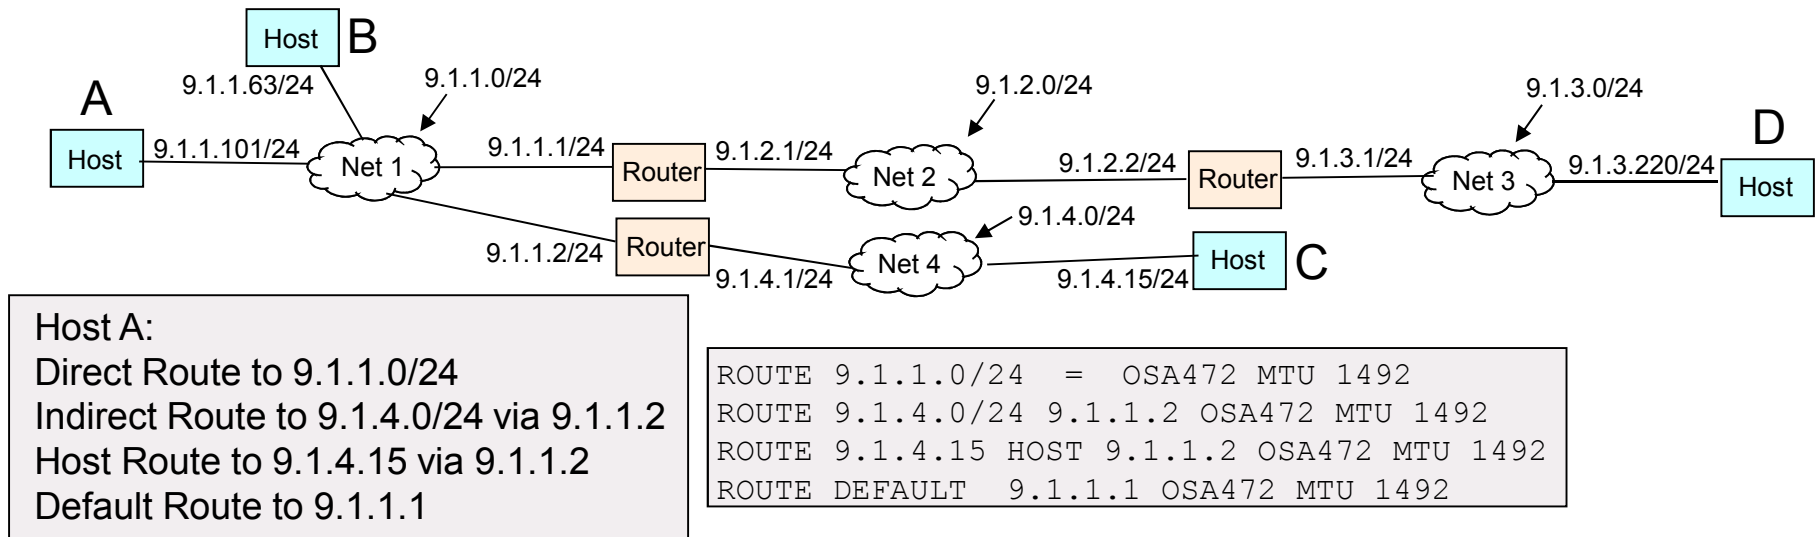 Host B
9.1.1.63/24
9.1.1.0/24
9.1.2.0/24
9.1.3.0/24
A
D
Host
9.1.1.101/24
Net 1
9.1.1.1/24
Router
9.1.2.1/24
Net 2
9.1.2.2/24
Router
9.1.3.1/24
Net 3
9.1.3.220/24
Host
9.1.1.2/24
Router
9.1.4.1/24
Net 4
9.1.4.0/24
9.1.4.15/24
Host C
Host A:
Direct Route to 9.1.1.0/24
Indirect Route to 9.1.4.0/24 via 9.1.1.2
Host Route to 9.1.4.15 via 9.1.1.2
Default Route to 9.1.1.1
ROUTE 9.1.1.0/24 = OSA472 MTU 1492
ROUTE 9.1.4.0/24 9.1.1.2 OSA472 MTU 1492
ROUTE 9.1.4.15 HOST 9.1.1.2 OSA472 MTU 1492
ROUTE DEFAULT 9.1.1.1 OSA472 MTU 1492